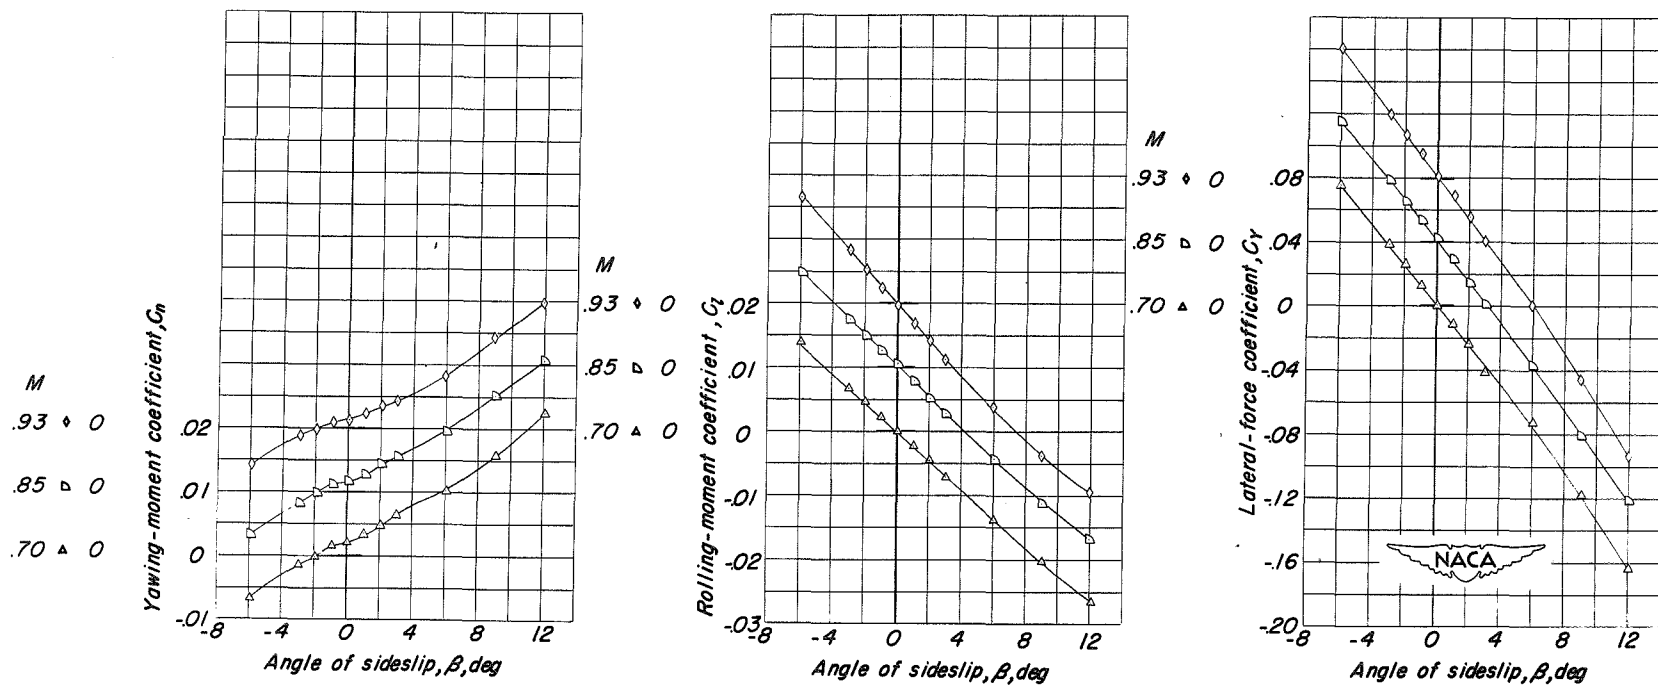 M
.93 0
.85 0
.70 0
Yawing-moment coefficient, Cn
.02
.01
0
-.01
-8 -4 0 4 8 12
Angle of sideslip, β, deg
M
.93 0
.85 0
.70 0
Rolling-moment coefficient, Cl
.02
.01
0
-.01
-.02
-.03
-8 -4 0 4 8 12
Angle of sideslip, β, deg
M
.93 0
.85 0
.70 0
Lateral-force coefficient, CY
.08
.04
0
-.04
-.08
-.12
-.16
-.20
-8 -4 0 4 8 12
Angle of sideslip, β, deg
NACA